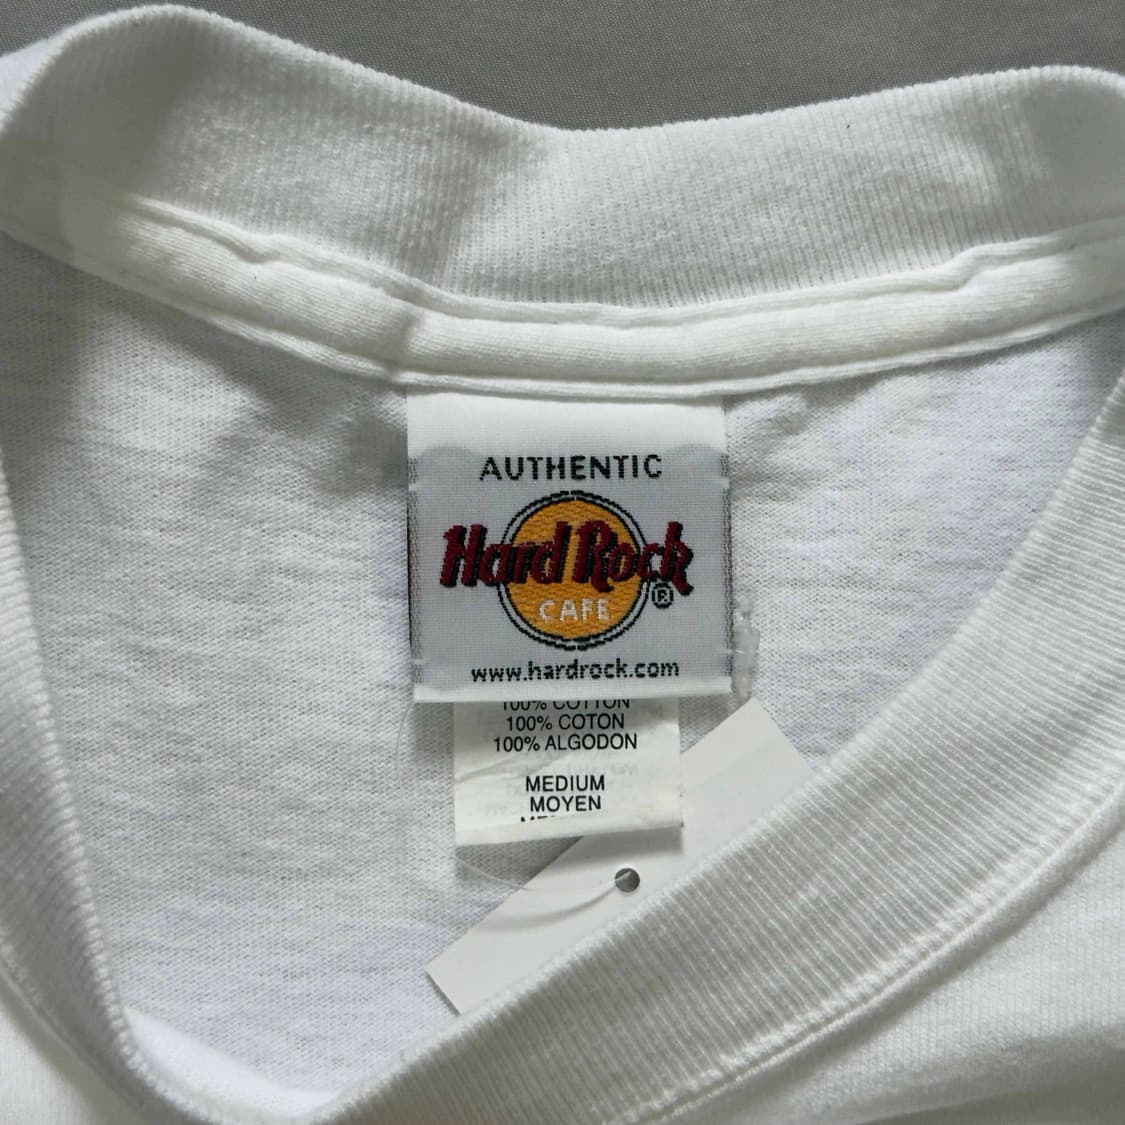 AUTHENTIC
Hard Rock
CAFE
®
www.hardrock.com
100% COTTON
100% COTON
100% ALGODON
MEDIUM
MOYEN